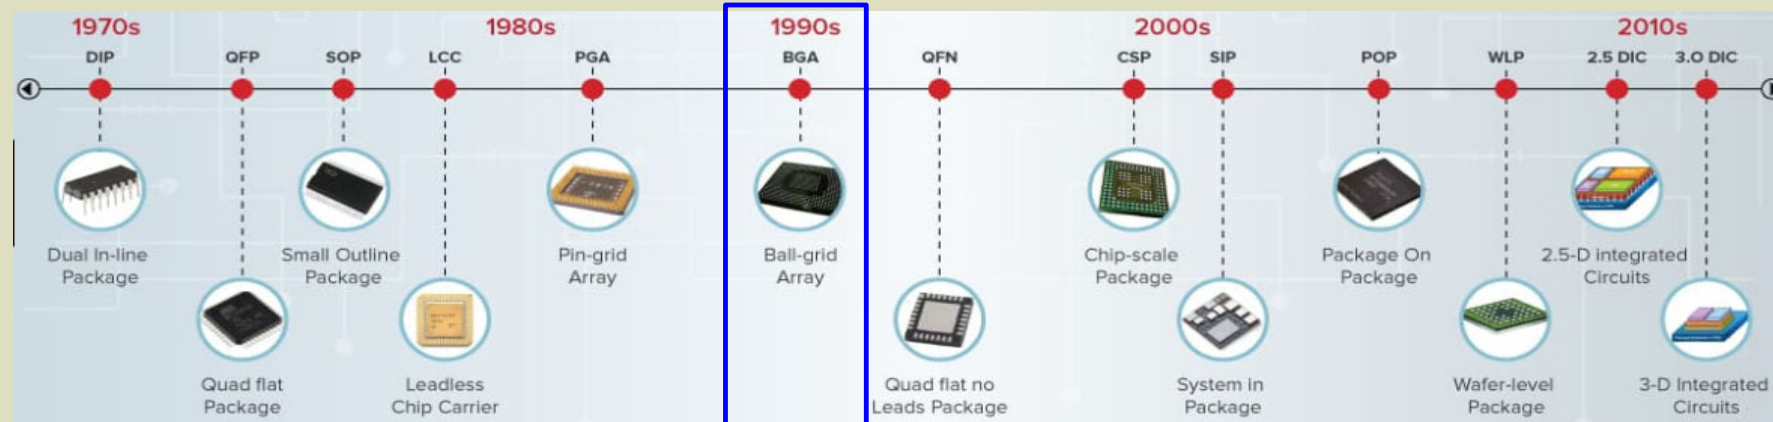 1970s
1980s
1990s
2000s
2010s
DIP
QFP
SOP
LCC
PGA
BGA
QFN
CSP
SIP
POP
WLP
2.5 DIC
3.0 DIC
Dual In-line
Package
Small Outline
Package
Pin-grid
Array
Ball-grid
Array
Chip-scale
Package
Package On
Package
2.5-D integrated
Circuits
Quad flat
Package
Leadless
Chip Carrier
Quad flat no
Leads Package
System in
Package
Wafer-level
Package
3-D Integrated
Circuits